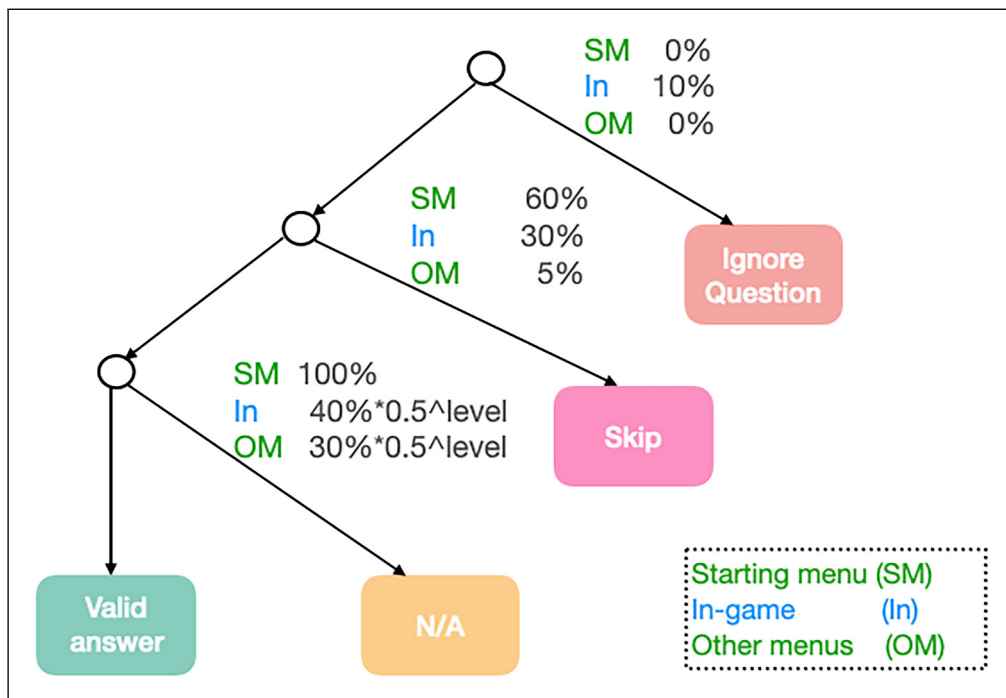 SM 0%
In 10%
OM 0%
SM 60%
In 30%
OM 5%
Ignore
Question
SM 100%
In 40%*0.5^level
OM 30%*0.5^level
Skip
Valid
answer
N/A
Starting menu (SM)
In-game (In)
Other menus (OM)